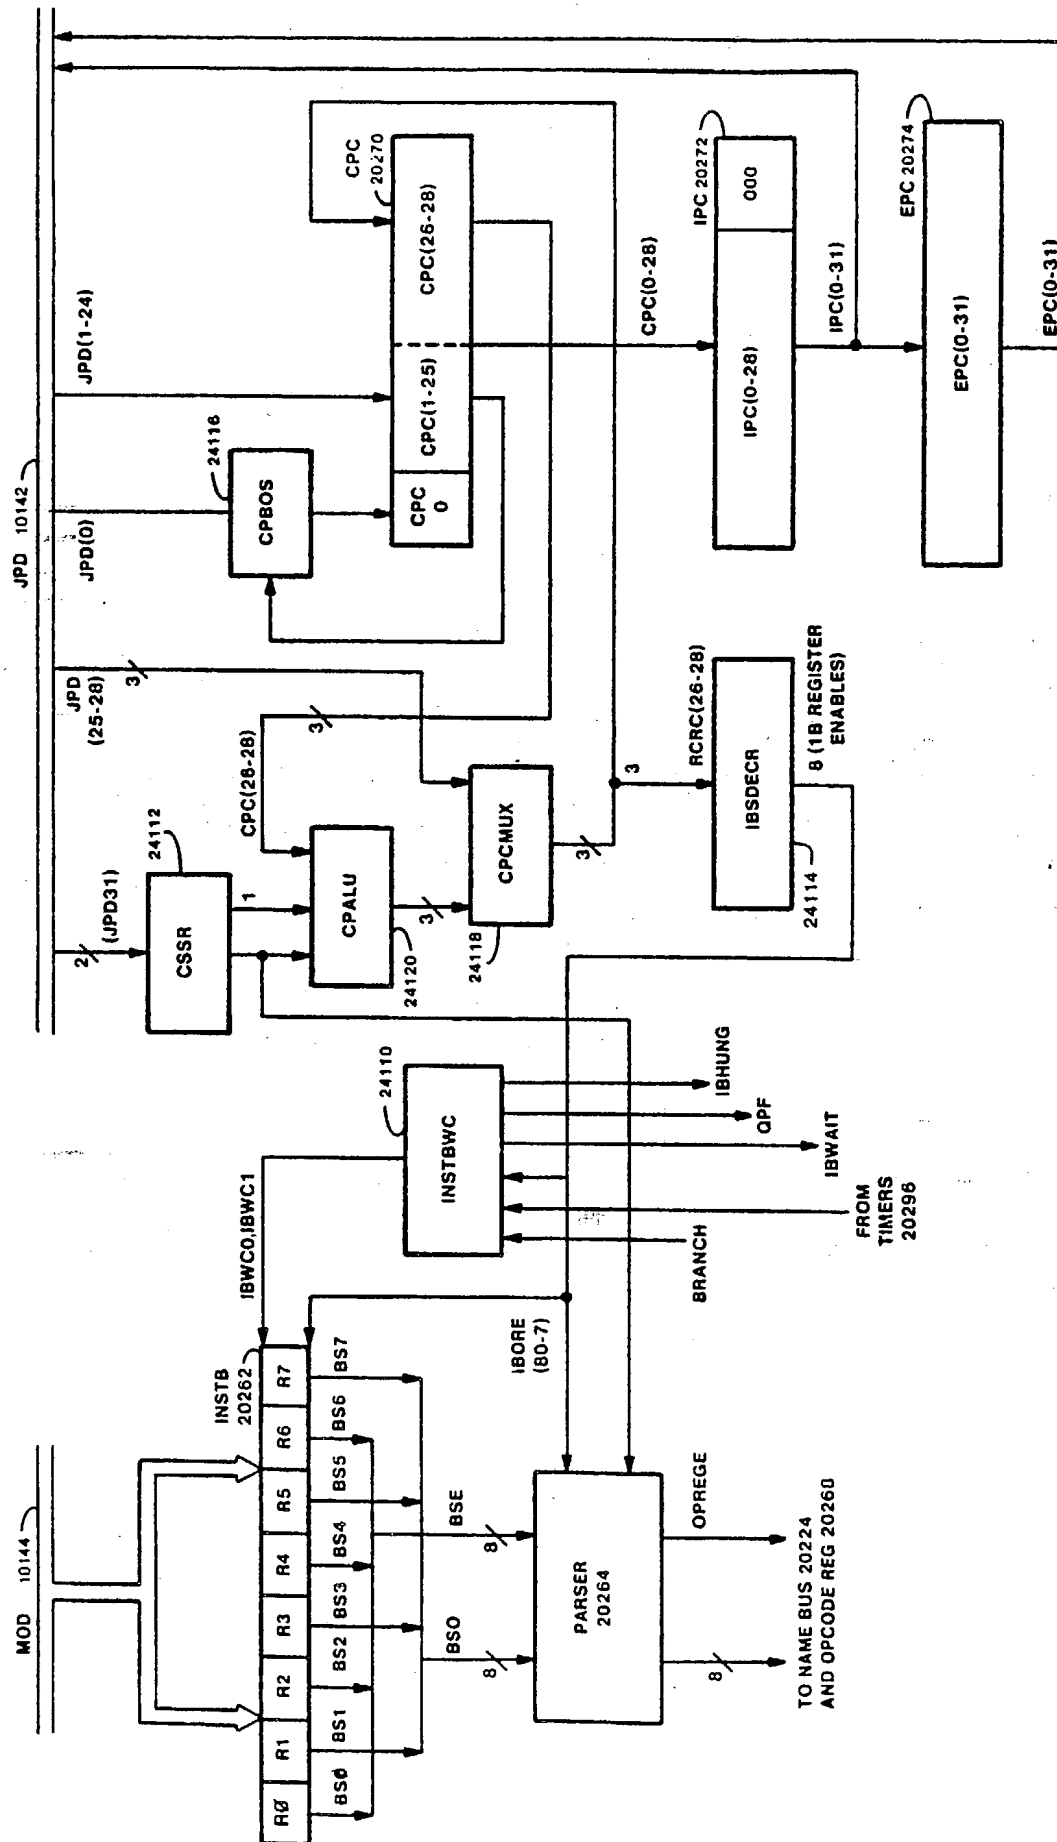 MOD 10144
INSTB
20262
R0
R1
R2
R3
R4
R5
R6
R7
BS0
BS1
BS2
BS3
BS4
BS5
BS6
BS7
BSO
BSE
8
8
PARSER
20264
8
OPREGE
TO NAME BUS 20224
AND OPCODE REG 20260
IBWC0,IBWC1
IBORE
(80-7)
INSTBWC
24110
BRANCH
FROM
TIMERS
20296
IBWAIT
QPF
IBHUNG
JPD 10142
2
(JPD31)
CSSR
24112
1
CPALU
24120
CPC(26-28)
3
3
JPD
(25-28)
3
CPCMUX
24118
3
3
RCRC(26-28)
IBSDECR
24114
8 (1B REGISTER
ENABLES)
JPD(0)
CPBOS
24116
JPD(1-24)
CPC
20270
CPC
0
CPC(1-25)
CPC(26-28)
CPC(0-28)
IPC 20272
IPC(0-28)
000
IPC(0-31)
EPC 20274
EPC(0-31)
EPC(0-31)